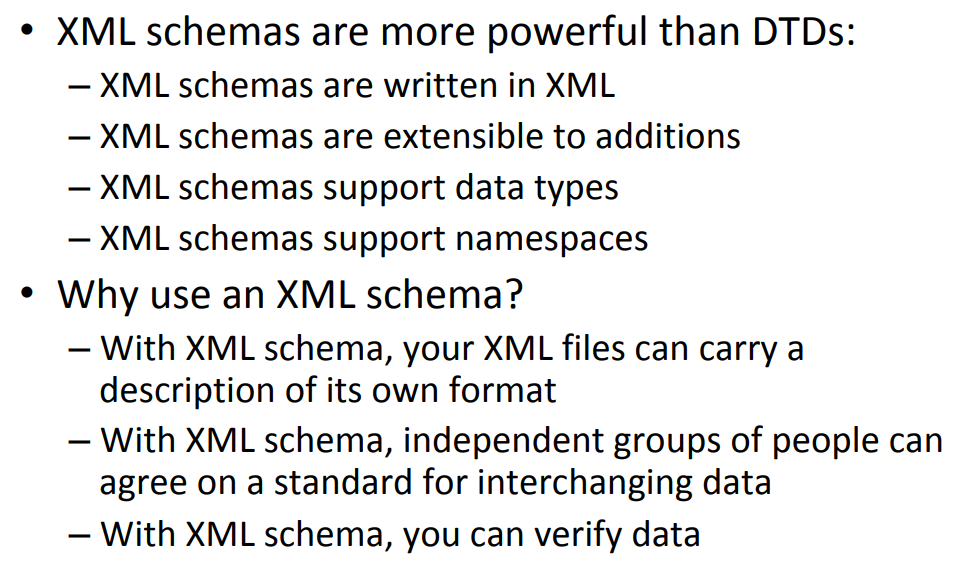 • XML schemas are more powerful than DTDs:
– XML schemas are written in XML
– XML schemas are extensible to additions
– XML schemas support data types
– XML schemas support namespaces
• Why use an XML schema?
– With XML schema, your XML files can carry a
description of its own format
– With XML schema, independent groups of people can
agree on a standard for interchanging data
– With XML schema, you can verify data